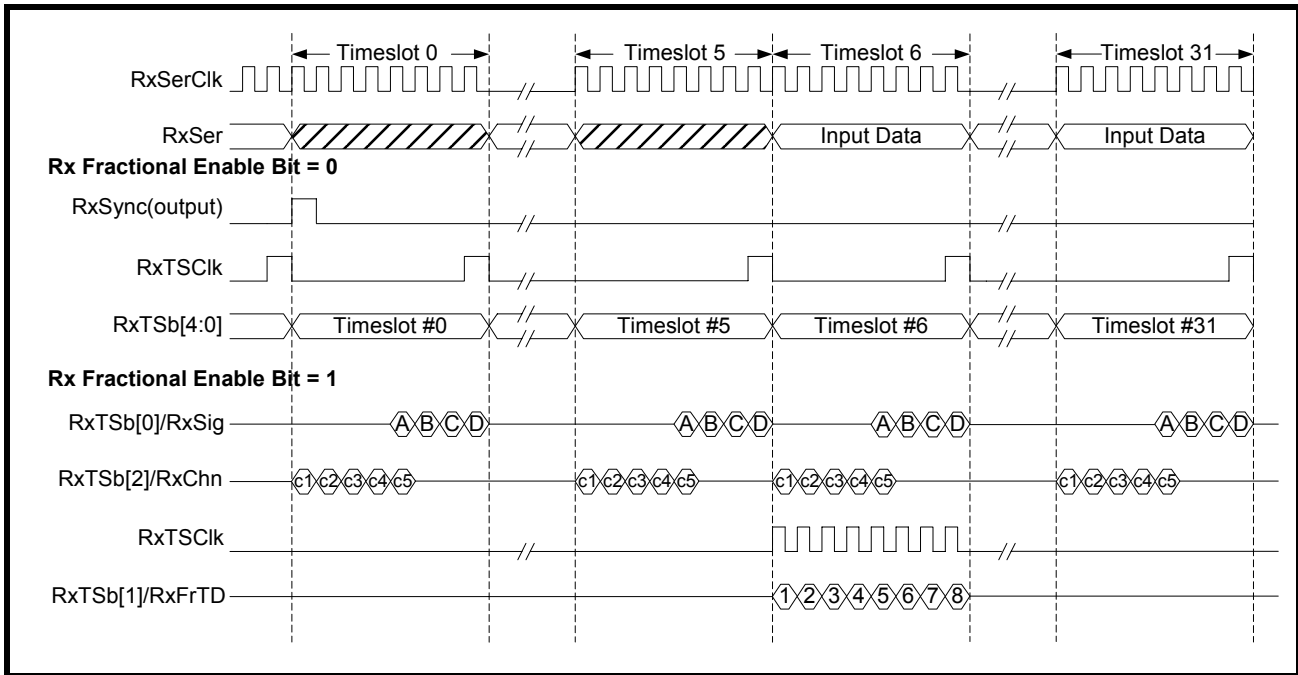 Timeslot 0 Timeslot 5 Timeslot 6 Timeslot 31
RxSerClk
RxSer Input Data Input Data
Rx Fractional Enable Bit = 0
RxSync(output)
RxTSClk
RxTSb[4:0] Timeslot #0 Timeslot #5 Timeslot #6 Timeslot #31
Rx Fractional Enable Bit = 1
RxTSb[0]/RxSig A B C D A B C D A B C D A B C D
RxTSb[2]/RxChn c1 c2 c3 c4 c5 c1 c2 c3 c4 c5 c1 c2 c3 c4 c5 c1 c2 c3 c4 c5
RxTSClk
RxTSb[1]/RxFrTD 1 2 3 4 5 6 7 8